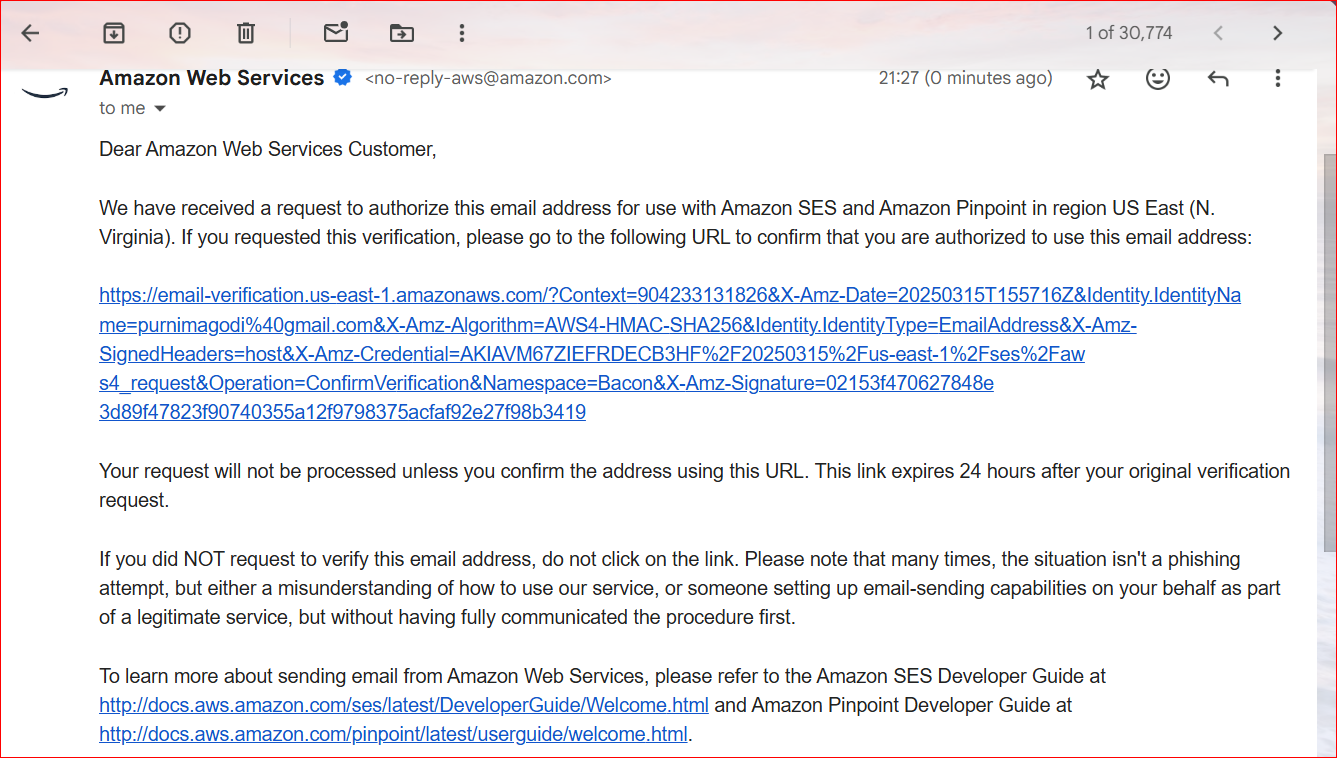 1 of 30,774
Amazon Web Services <no-reply-aws@amazon.com> 21:27 (0 minutes ago)
to me
Dear Amazon Web Services Customer,
We have received a request to authorize this email address for use with Amazon SES and Amazon Pinpoint in region US East (N.
Virginia). If you requested this verification, please go to the following URL to confirm that you are authorized to use this email address:
https://email-verification.us-east-1.amazonaws.com/?Context=904233131826&X-Amz-Date=20250315T155716Z&Identity.IdentityNa
me=purnimagodi%40gmail.com&X-Amz-Algorithm=AWS4-HMAC-SHA256&Identity.IdentityType=EmailAddress&X-Amz-
SignedHeaders=host&X-Amz-Credential=AKIAVM67ZIEFRDECB3HF%2F20250315%2Fus-east-1%2Fses%2Faw
s4_request&Operation=ConfirmVerification&Namespace=Bacon&X-Amz-Signature=02153f470627848e
3d89f47823f90740355a12f9798375acfaf92e27f98b3419
Your request will not be processed unless you confirm the address using this URL. This link expires 24 hours after your original verification
request.
If you did NOT request to verify this email address, do not click on the link. Please note that many times, the situation isn't a phishing
attempt, but either a misunderstanding of how to use our service, or someone setting up email-sending capabilities on your behalf as part
of a legitimate service, but without having fully communicated the procedure first.
To learn more about sending email from Amazon Web Services, please refer to the Amazon SES Developer Guide at
http://docs.aws.amazon.com/ses/latest/DeveloperGuide/Welcome.html and Amazon Pinpoint Developer Guide at
http://docs.aws.amazon.com/pinpoint/latest/userguide/welcome.html.